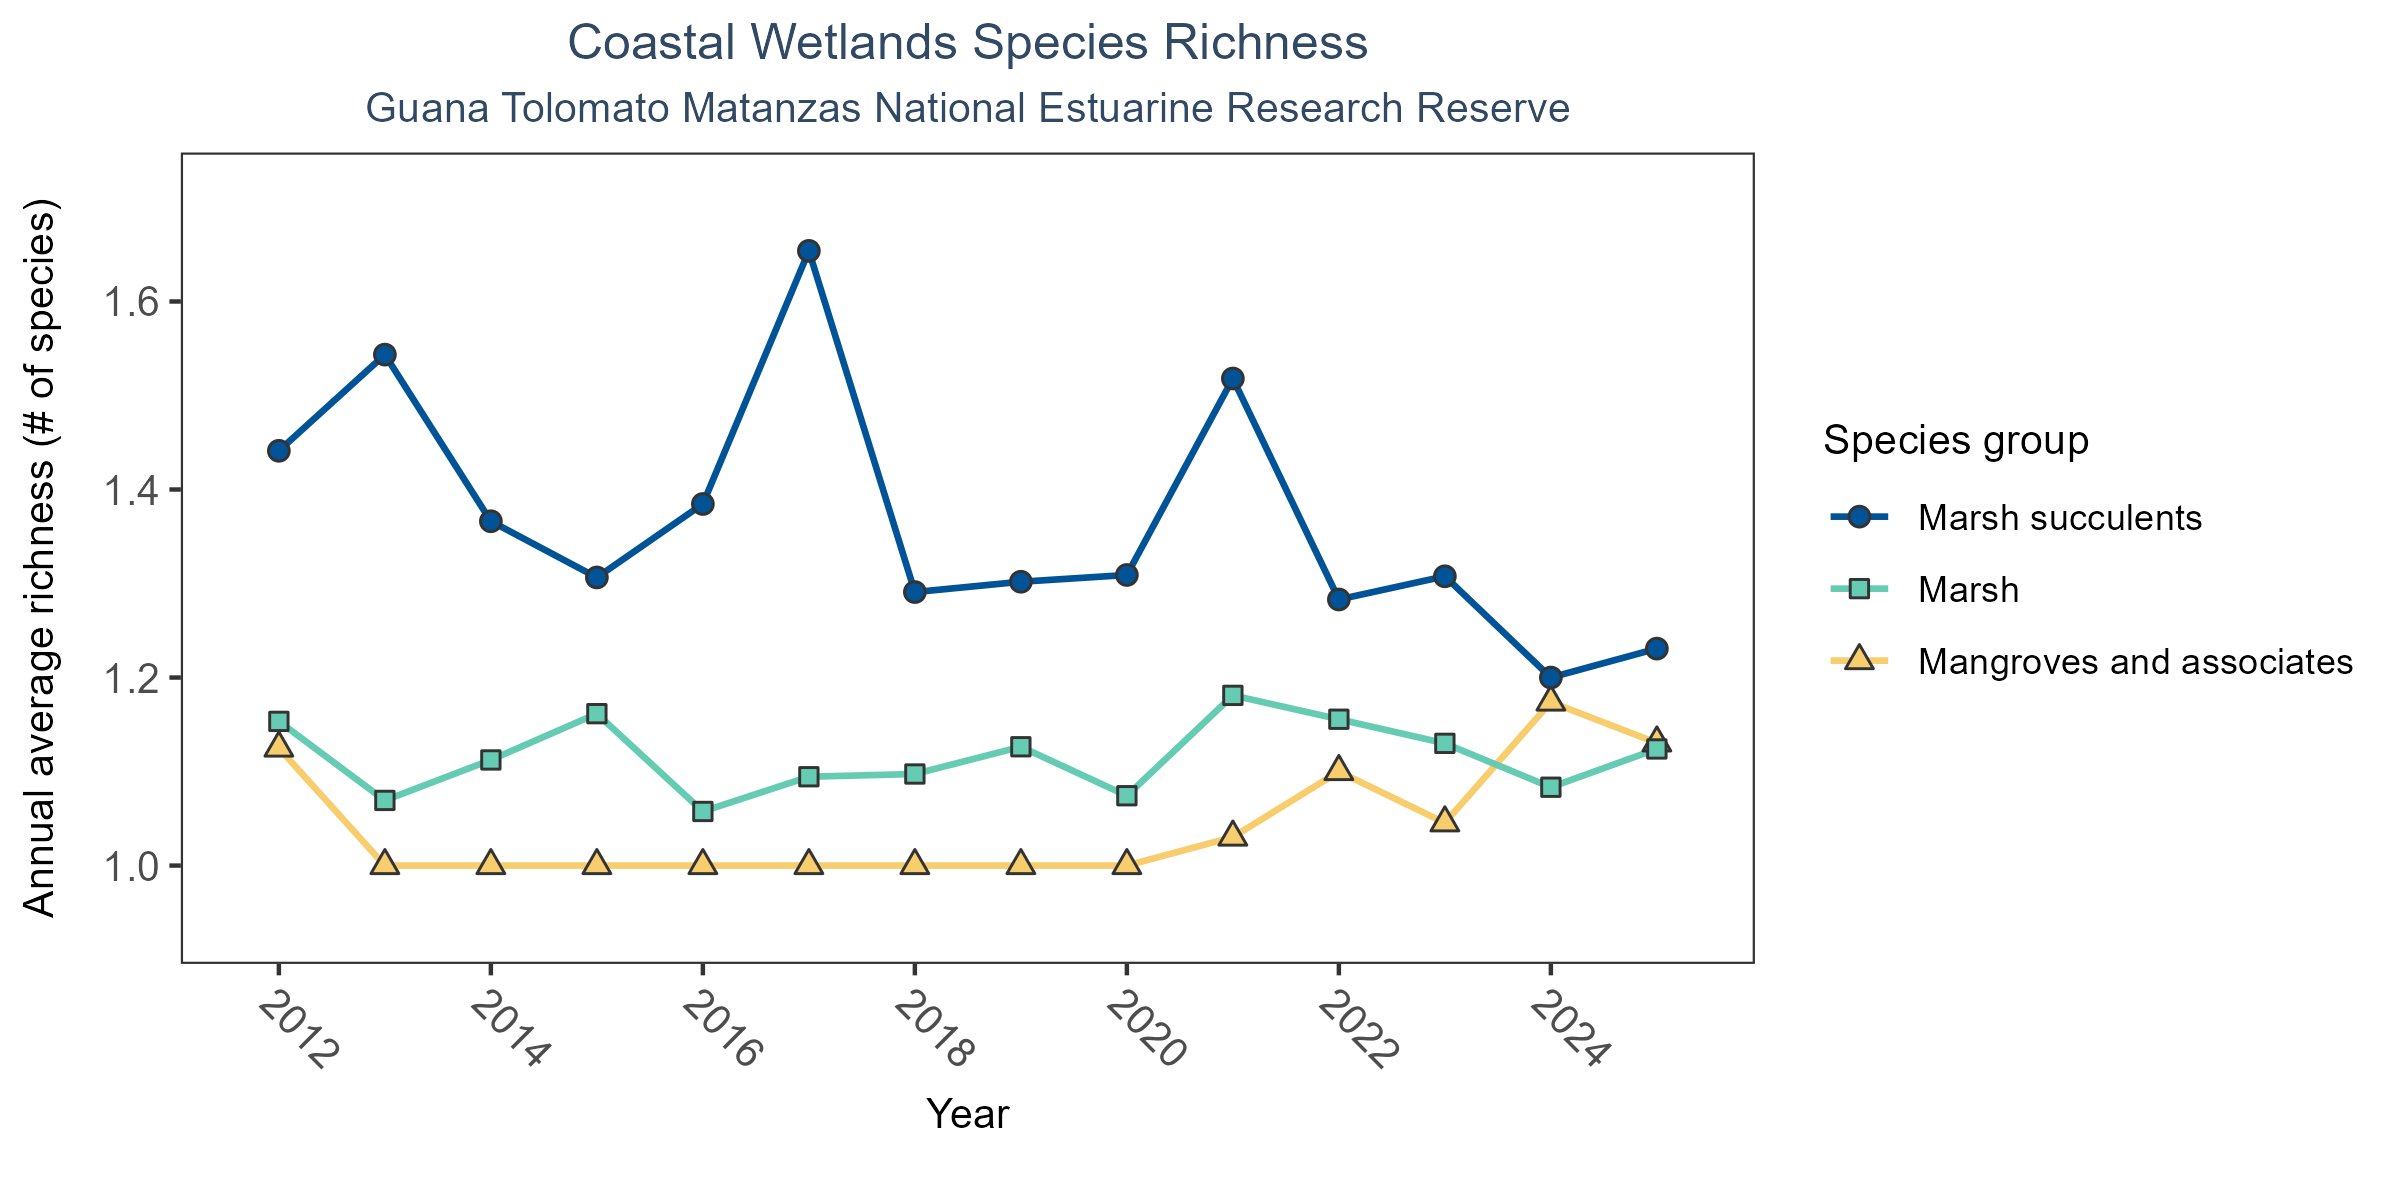 Coastal Wetlands Species Richness
Guana Tolomato Matanzas National Estuarine Research Reserve
Annual average richness (# of species)
1.6
1.4
1.2
1.0
2012
2014
2016
2018
2020
2022
2024
Year
Species group
Marsh succulents
Marsh
Mangroves and associates